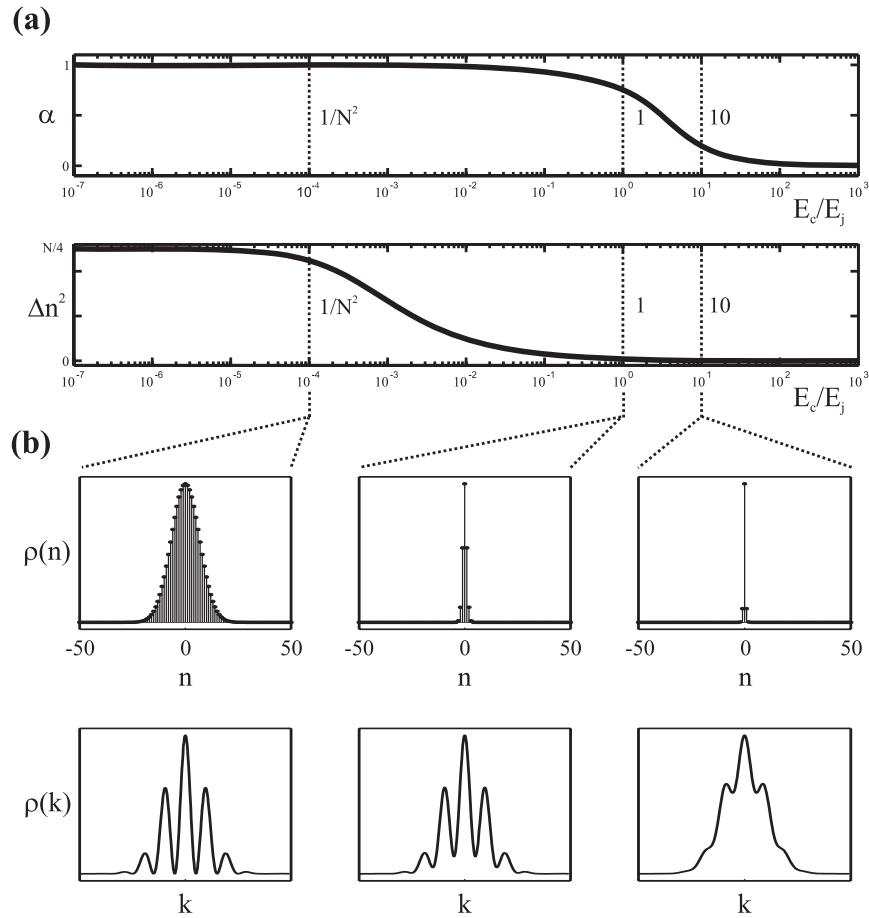 (a)
1
α
1/N²
1
10
0
10⁻⁷ 10⁻⁶ 10⁻⁵ 10⁻⁴ 10⁻³ 10⁻² 10⁻¹ 10⁰ 10¹ 10² 10³
E_c/E_j
N/4
Δn²
1/N²
1
10
0
10⁻⁷ 10⁻⁶ 10⁻⁵ 10⁻⁴ 10⁻³ 10⁻² 10⁻¹ 10⁰ 10¹ 10² 10³
E_c/E_j
(b)
ρ(n)
-50 0 50 -50 0 50 -50 0 50
n n n
ρ(k)
k k k